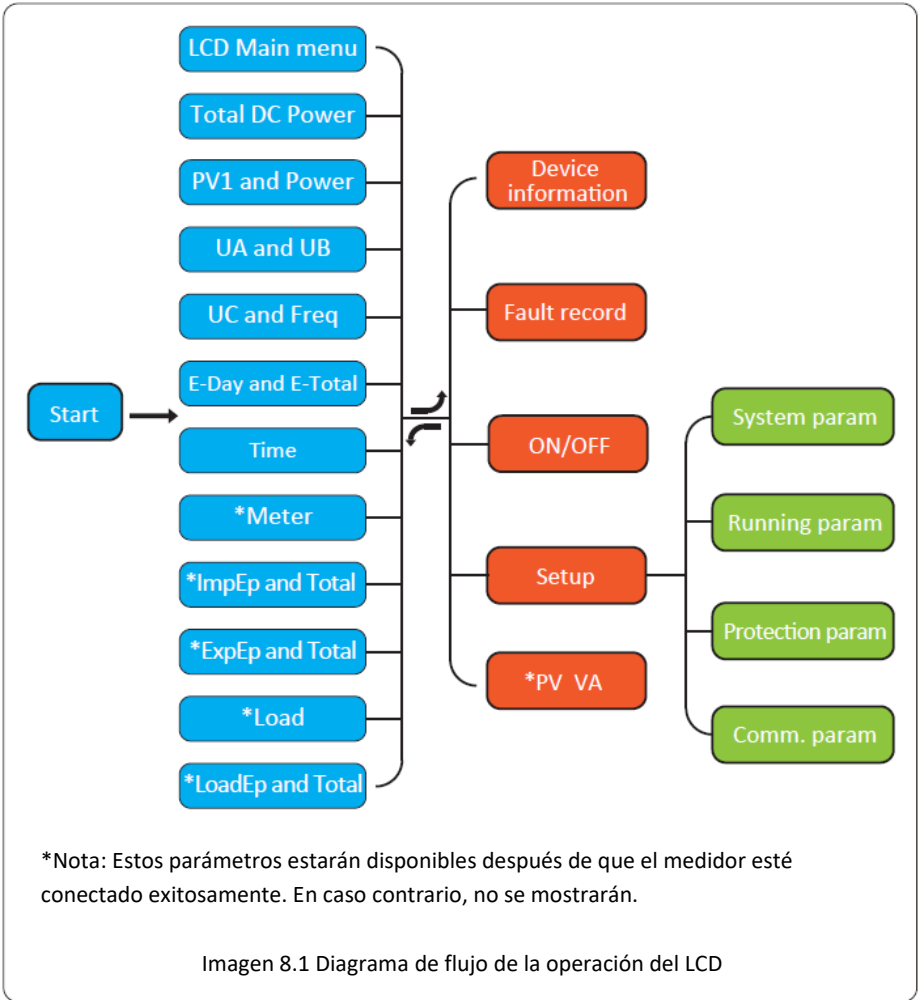 LCD Main menu
Total DC Power
PV1 and Power
UA and UB
UC and Freq
E-Day and E-Total
Start
Time
*Meter
*ImpEp and Total
*ExpEp and Total
*Load
*LoadEp and Total
Device
information
Fault record
ON/OFF
Setup
*PV VA
System param
Running param
Protection param
Comm. param
*Nota: Estos parámetros estarán disponibles después de que el medidor esté
conectado exitosamente. En caso contrario, no se mostrarán.
Imagen 8.1 Diagrama de flujo de la operación del LCD